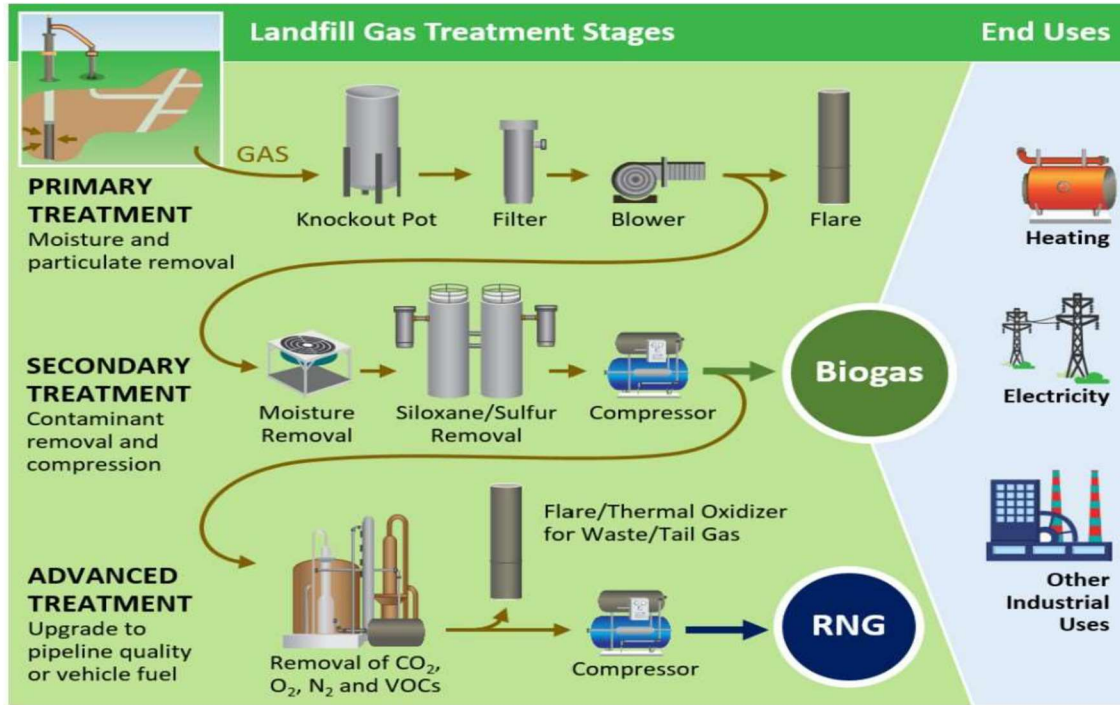 Landfill Gas Treatment Stages
End Uses
GAS
PRIMARY
TREATMENT
Moisture and
particulate removal
Knockout Pot
Filter
Blower
Flare
Heating
SECONDARY
TREATMENT
Contaminant
removal and
compression
Moisture
Removal
Siloxane/Sulfur
Removal
Compressor
Biogas
Electricity
ADVANCED
TREATMENT
Upgrade to
pipeline quality
or vehicle fuel
Removal of CO₂,
O₂, N₂ and VOCs
Flare/Thermal Oxidizer
for Waste/Tail Gas
Compressor
RNG
Other
Industrial
Uses